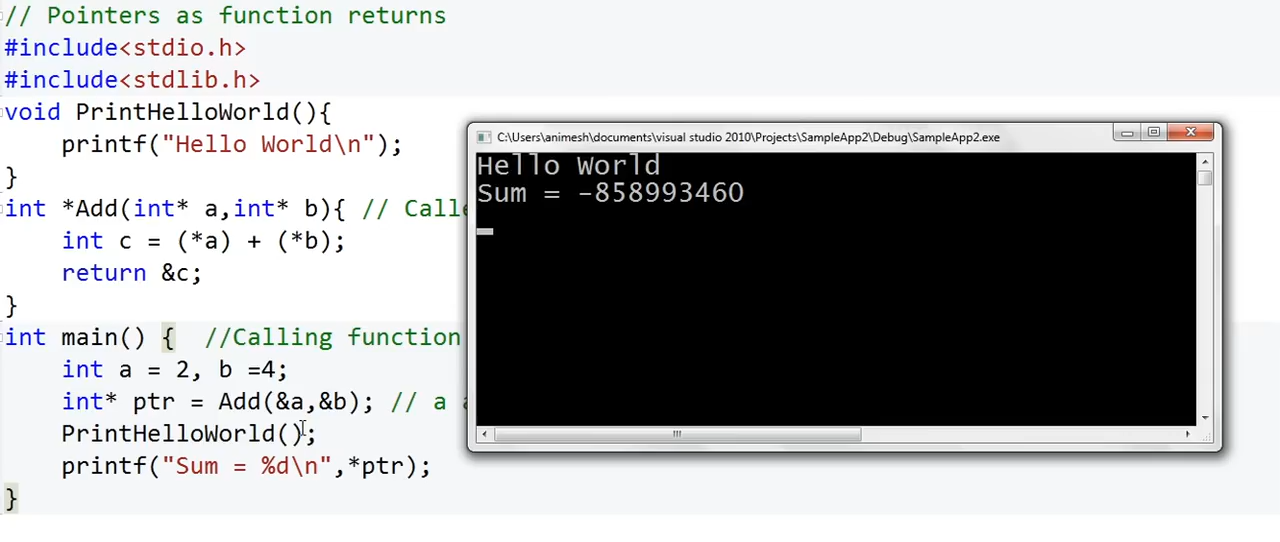 // Pointers as function returns
#include<stdio.h>
#include<stdlib.h>
void PrintHelloWorld(){
    printf("Hello World\n");
}
int *Add(int* a,int* b){ // Calle
    int c = (*a) + (*b);
    return &c;
}
int main() {  //Calling function
    int a = 2, b =4;
    int* ptr = Add(&a,&b); // a a
    PrintHelloWorld();
    printf("Sum = %d\n",*ptr);
}
C:\Users\animesh\documents\visual studio 2010\Projects\SampleApp2\Debug\SampleApp2.exe
Hello World
Sum = -858993460